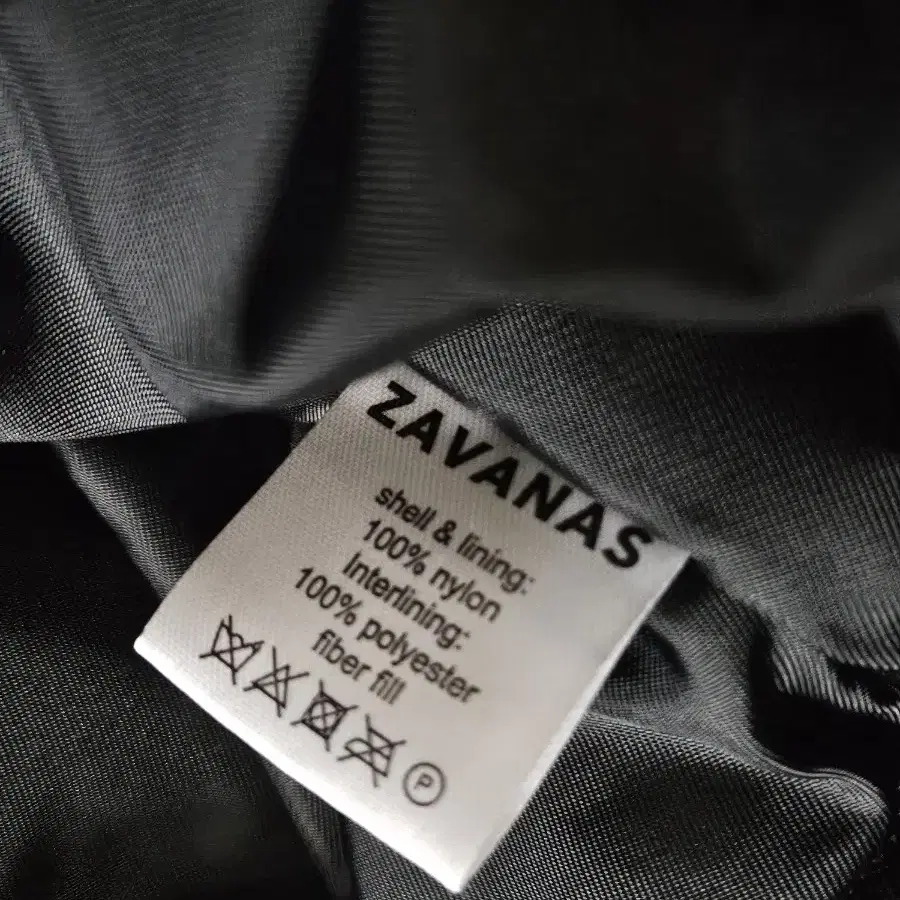 ZAVANAS
shell & lining:
100% nylon
Interlining:
100% polyester
fiber fill
P